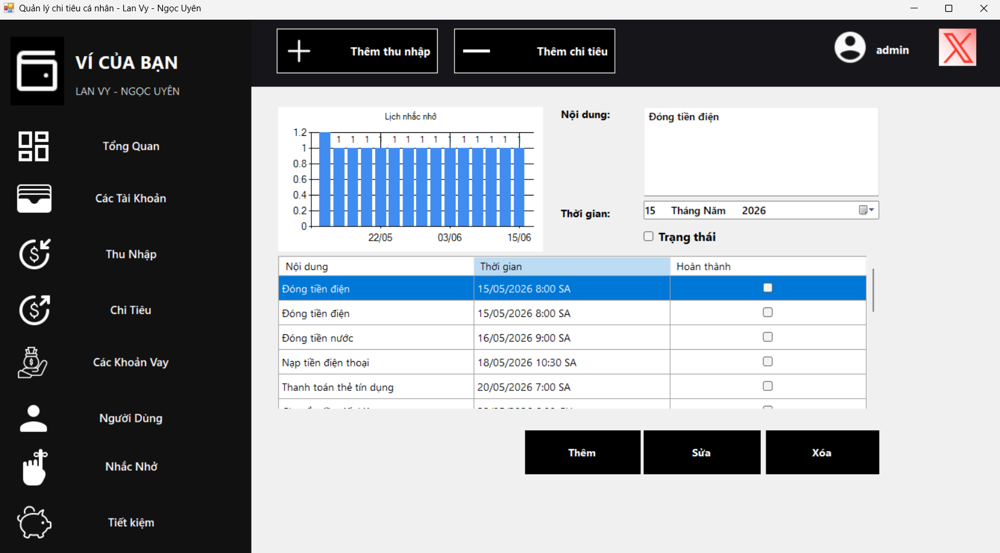 Quản lý chi tiêu cá nhân - Lan Vy - Ngọc Uyên
VÍ CỦA BẠN
LAN VY - NGỌC UYÊN
Tổng Quan
Các Tài Khoản
Thu Nhập
Chi Tiêu
Các Khoản Vay
Người Dùng
Nhắc Nhở
Tiết kiệm
Thêm thu nhập
Thêm chi tiêu
admin
Lịch nhắc nhở
1.2
1 1 1 1 1 1 1 1 1 1 1 1 1 1
1
0.8
0.6
0.4
0.2
0
22/05 03/06 15/06
Nội dung:
Đóng tiền điện
Thời gian:
15 Tháng Năm 2026
Trạng thái
Nội dung Thời gian Hoàn thành
Đóng tiền điện 15/05/2026 8:00 SA
Đóng tiền điện 15/05/2026 8:00 SA
Đóng tiền nước 16/05/2026 9:00 SA
Nạp tiền điện thoại 18/05/2026 10:30 SA
Thanh toán thẻ tín dụng 20/05/2026 7:00 SA
Thêm
Sửa
Xóa